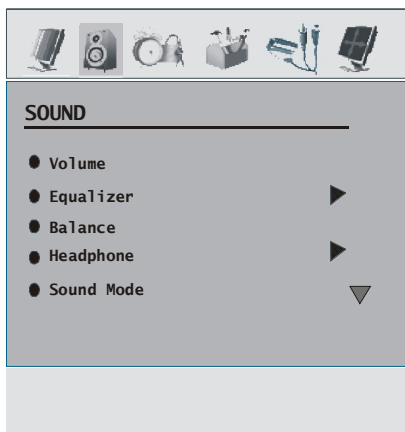 SOUND
Volume
Equalizer
Balance
Headphone
Sound Mode